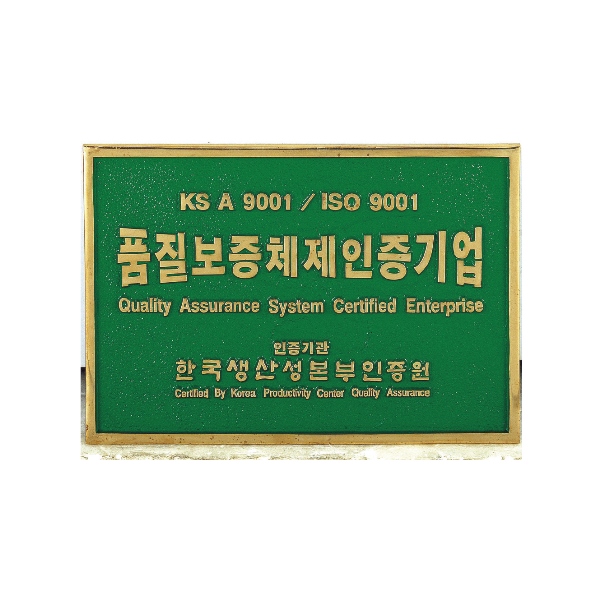 KS A 9001 / ISO 9001
품질보증체제인증기업
Quality Assurance System Certified Enterprise
인증기관
한국생산성본부인증원
Certified By Korea Productivity Center Quality Assurance